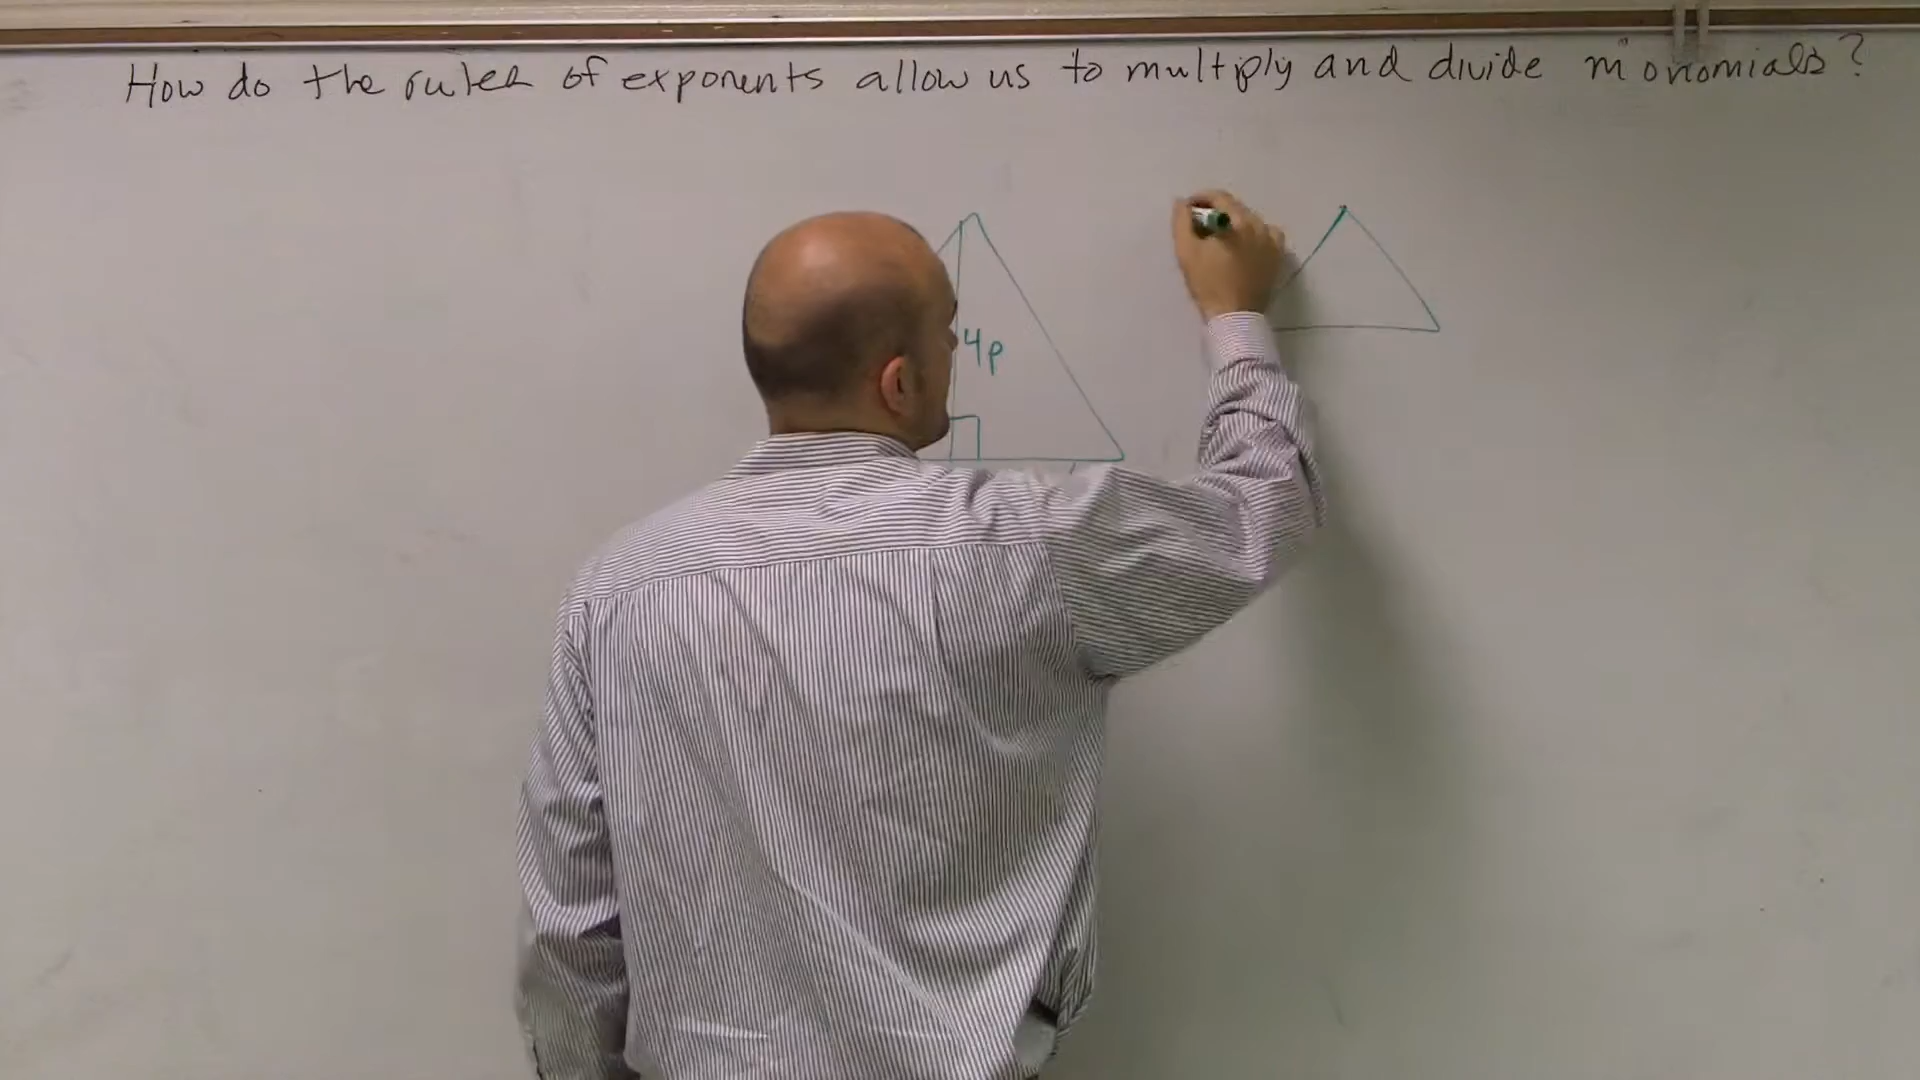 How do the rules of exponents allow us to multiply and divide monomials?
4p